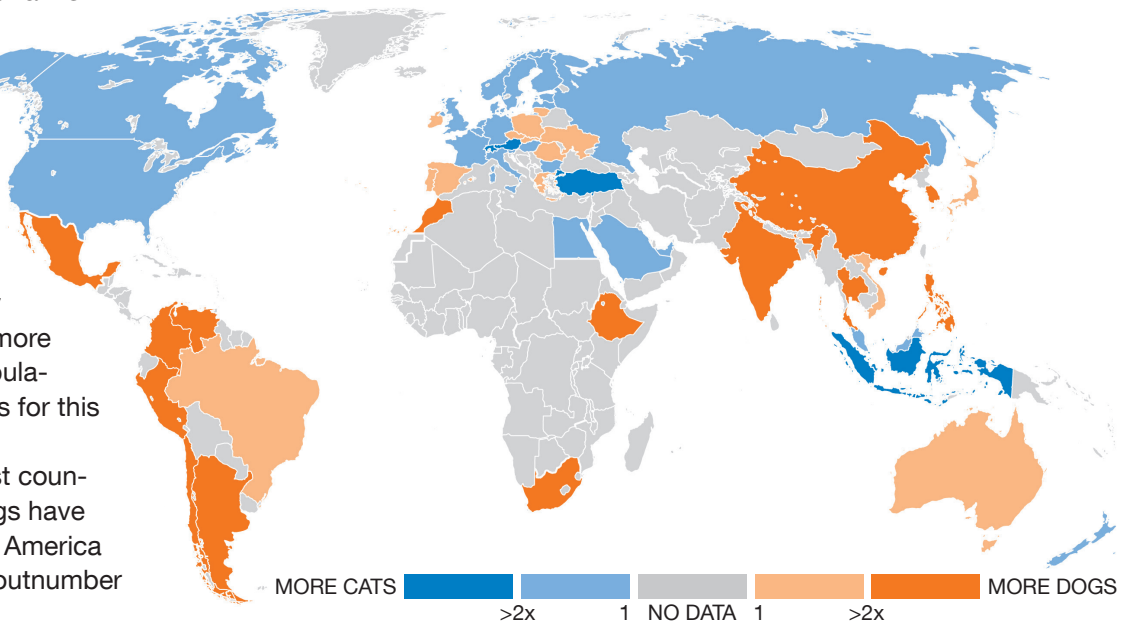 more
pula-
s for this
st coun-
gs have
America
outnumber
MORE CATS
MORE DOGS
>2x 1 NO DATA 1 >2x